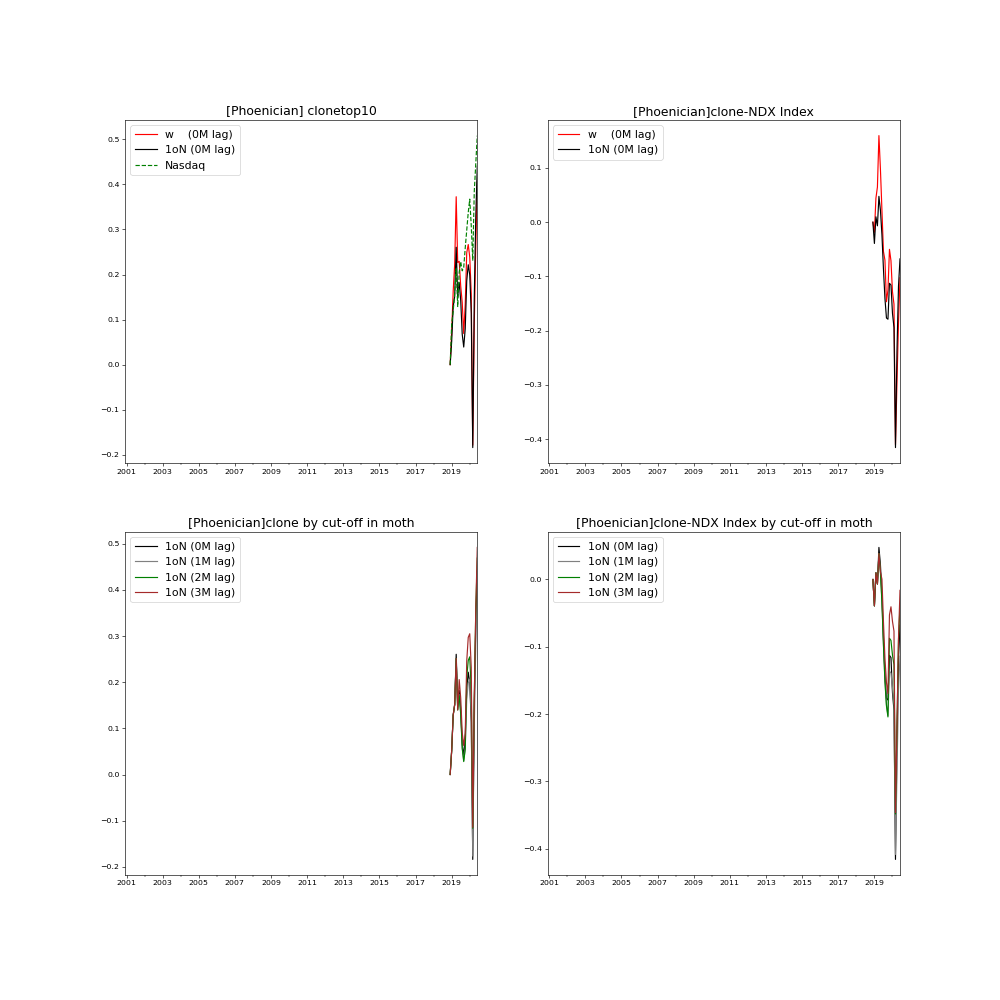 [Phoenician] clonetop10
w (0M lag)
1oN (0M lag)
Nasdaq
0.5
0.4
0.3
0.2
0.1
0.0
−0.1
−0.2
2001 2003 2005 2007 2009 2011 2013 2015 2017 2019
[Phoenician]clone-NDX Index
w (0M lag)
1oN (0M lag)
0.1
0.0
−0.1
−0.2
−0.3
−0.4
2001 2003 2005 2007 2009 2011 2013 2015 2017 2019
[Phoenician]clone by cut-off in moth
1oN (0M lag)
1oN (1M lag)
1oN (2M lag)
1oN (3M lag)
0.5
0.4
0.3
0.2
0.1
0.0
−0.1
−0.2
2001 2003 2005 2007 2009 2011 2013 2015 2017 2019
[Phoenician]clone-NDX Index by cut-off in moth
1oN (0M lag)
1oN (1M lag)
1oN (2M lag)
1oN (3M lag)
0.0
−0.1
−0.2
−0.3
−0.4
2001 2003 2005 2007 2009 2011 2013 2015 2017 2019